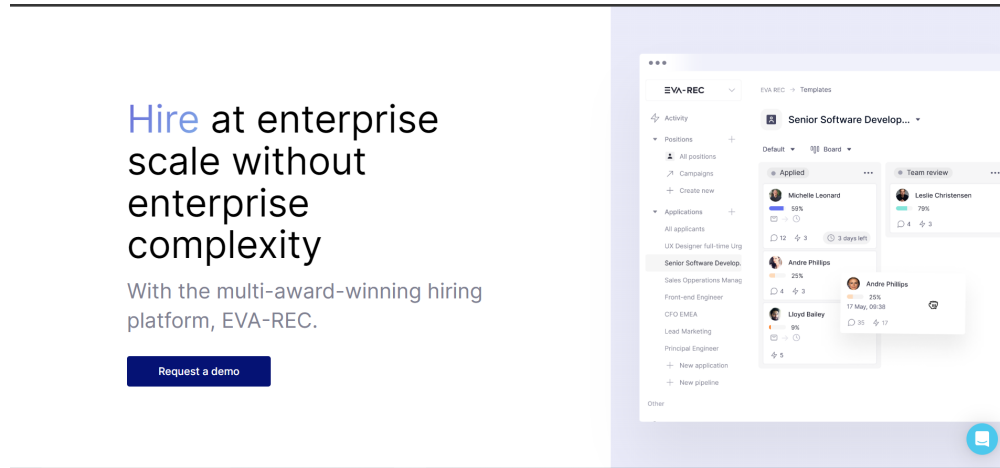 Hire at enterprise
scale without
enterprise
complexity
With the multi-award-winning hiring
platform, EVA-REC.
Request a demo
EVA-REC
Activity
Positions
All positions
Campaigns
Create new
Applications
All applicants
UX Designer full-time Urg
Senior Software Develop.
Sales Opperations Manag
Front-end Engineer
CFO EMEA
Lead Marketing
Principal Engineer
New application
New pipeline
Other
EVA REC → Templates
Senior Software Develop...
Default
Board
Applied
Michelle Leonard
59%
12 3 3 days left
Andre Phillips
25%
4 3
Lloyd Bailey
9%
5
Team review
Leslie Christensen
79%
4 3
Andre Phillips
25%
17 May, 09:38
35 17